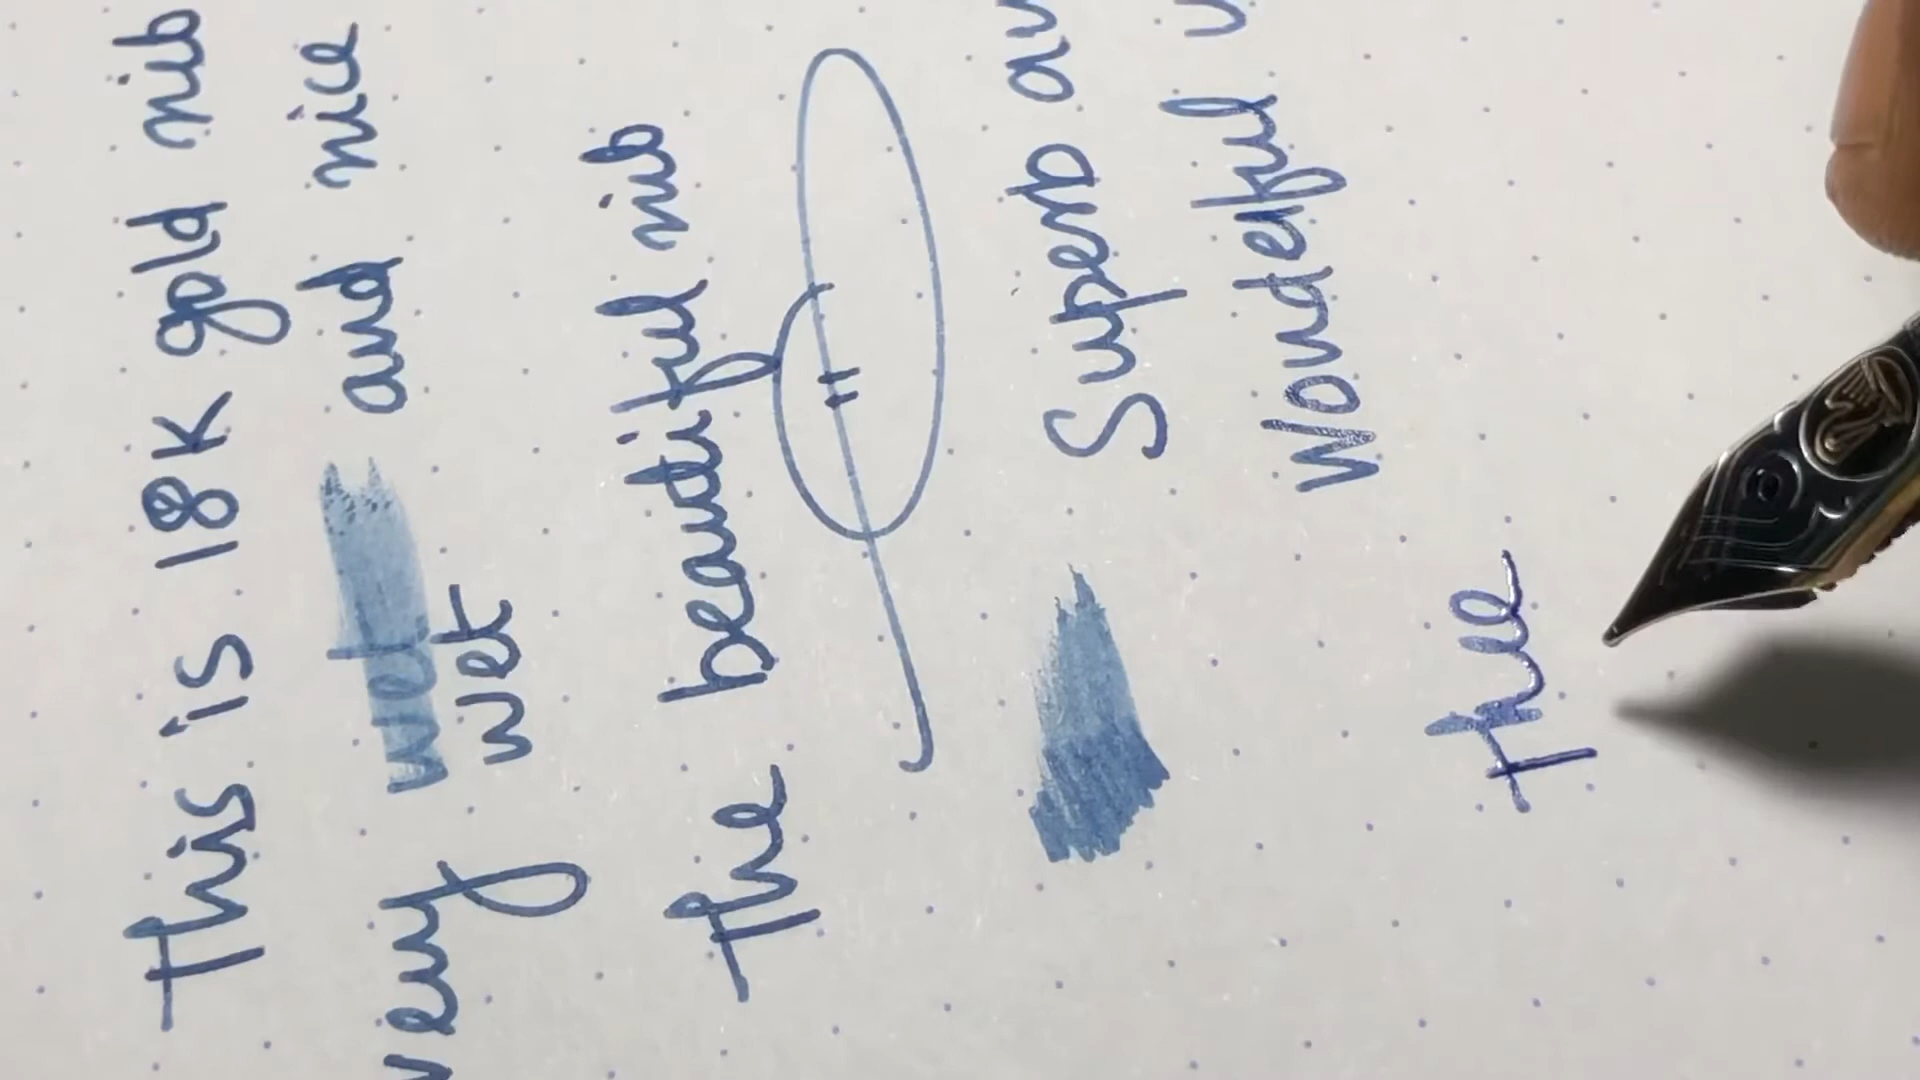 This is 18K gold nib
very wet and nice
wet
The beautiful nib
"
Superb
Wonderful
The